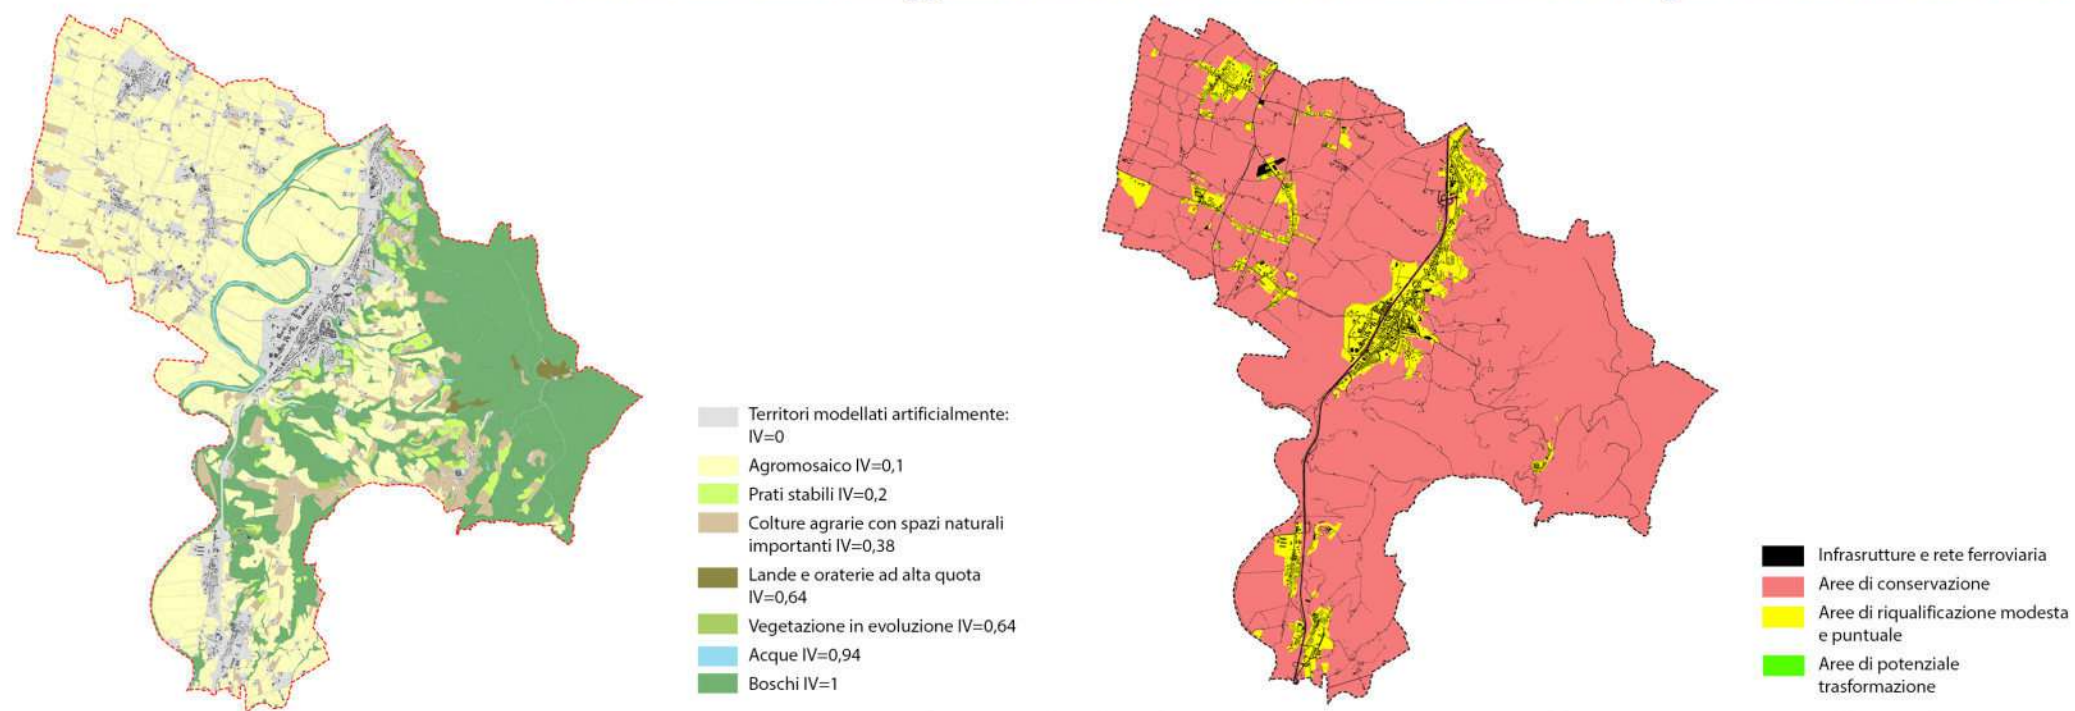 Territori modellati artificialmente:
IV=0
Agromosaico IV=0,1
Prati stabili IV=0,2
Colture agrarie con spazi naturali
importanti IV=0,38
Lande e oraterie ad alta quota
IV=0,64
Vegetazione in evoluzione IV=0,64
Acque IV=0,94
Boschi IV=1
Infrasrutture e rete ferroviaria
Aree di conservazione
Aree di riqualificazione modesta
e puntuale
Aree di potenziale
trasformazione